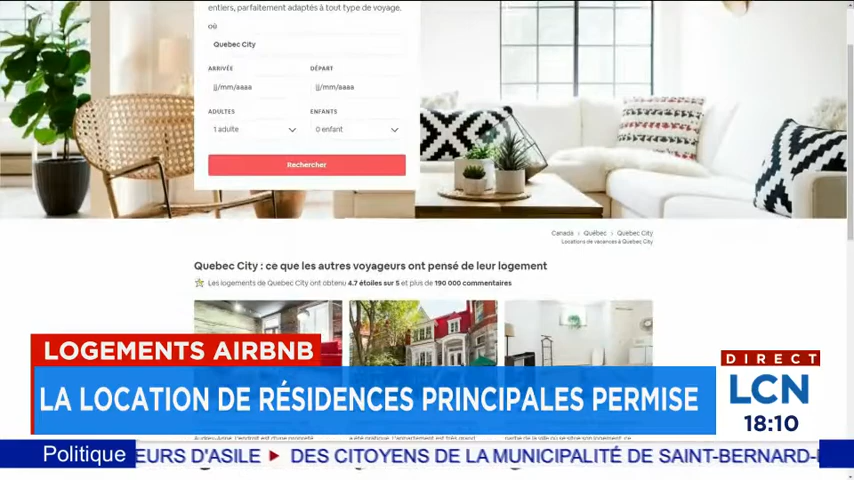 entiers, parfaitement adaptés à tout type de voyage.
où
Quebec City
ARRIVÉE DÉPART
jj/mm/aaaa jj/mm/aaaa
ADULTES ENFANTS
1 adulte 0 enfant
Rechercher
Canada › Québec › Quebec City
Locations de vacances à Quebec City
Quebec City : ce que les autres voyageurs ont pensé de leur logement
Les logements de Quebec City ont obtenu 4.7 étoiles sur 5 et plus de 190 000 commentaires
LOGEMENTS AIRBNB
LA LOCATION DE RÉSIDENCES PRINCIPALES PERMISE
DIRECT
LCN
18:10
Politique
EURS D'ASILE ► DES CITOYENS DE LA MUNICIPALITÉ DE SAINT-BERNARD-